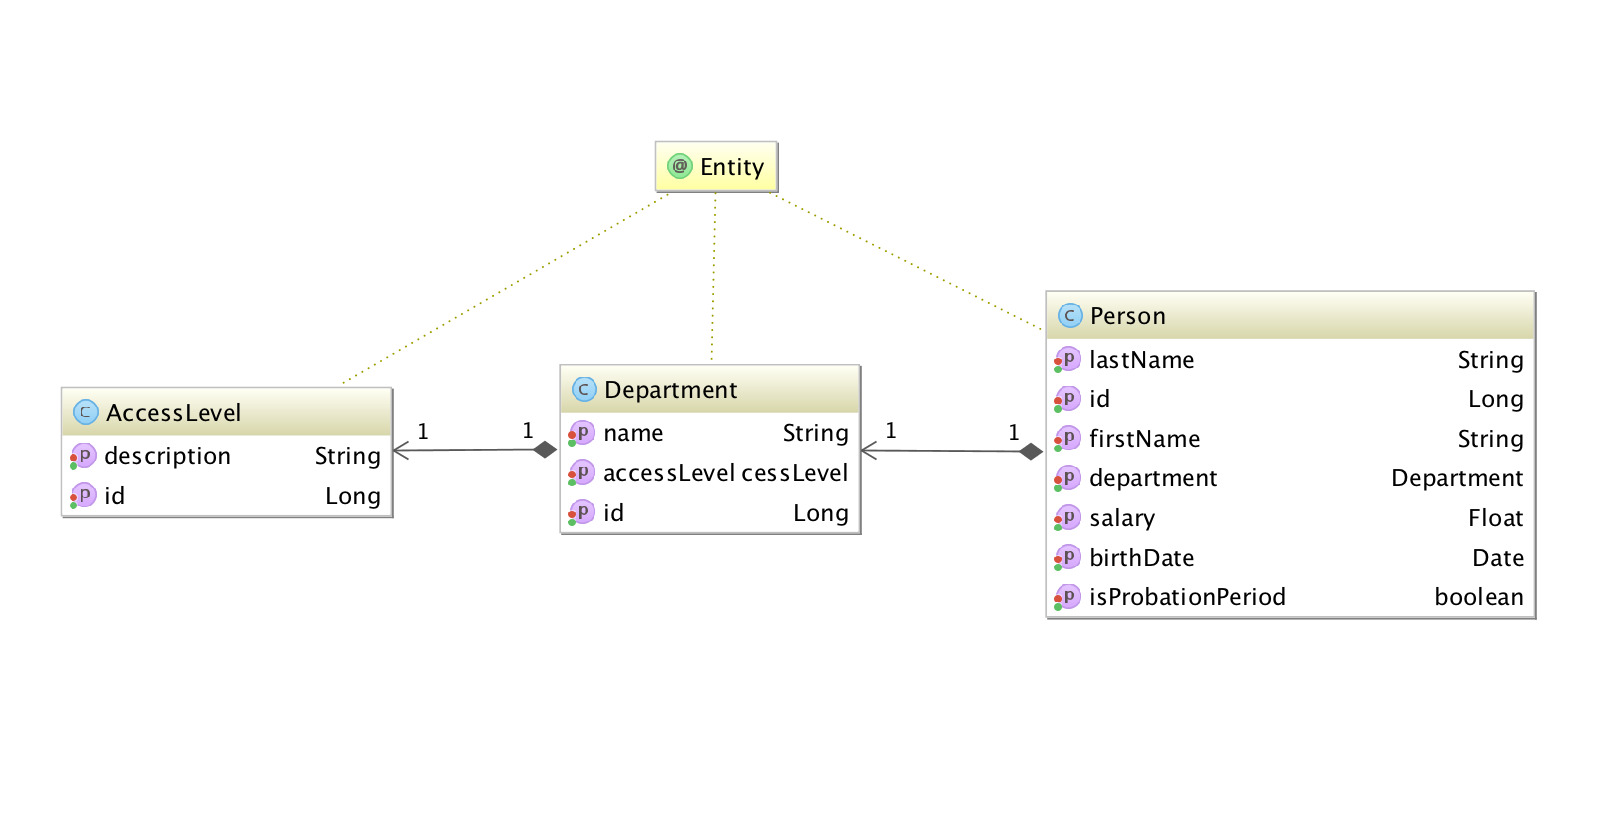 @ Entity
C AccessLevel
p description String
p id Long
1 1
C Department
p name String
p accessLevel cessLevel
p id Long
1 1
C Person
p lastName String
p id Long
p firstName String
p department Department
p salary Float
p birthDate Date
p isProbationPeriod boolean